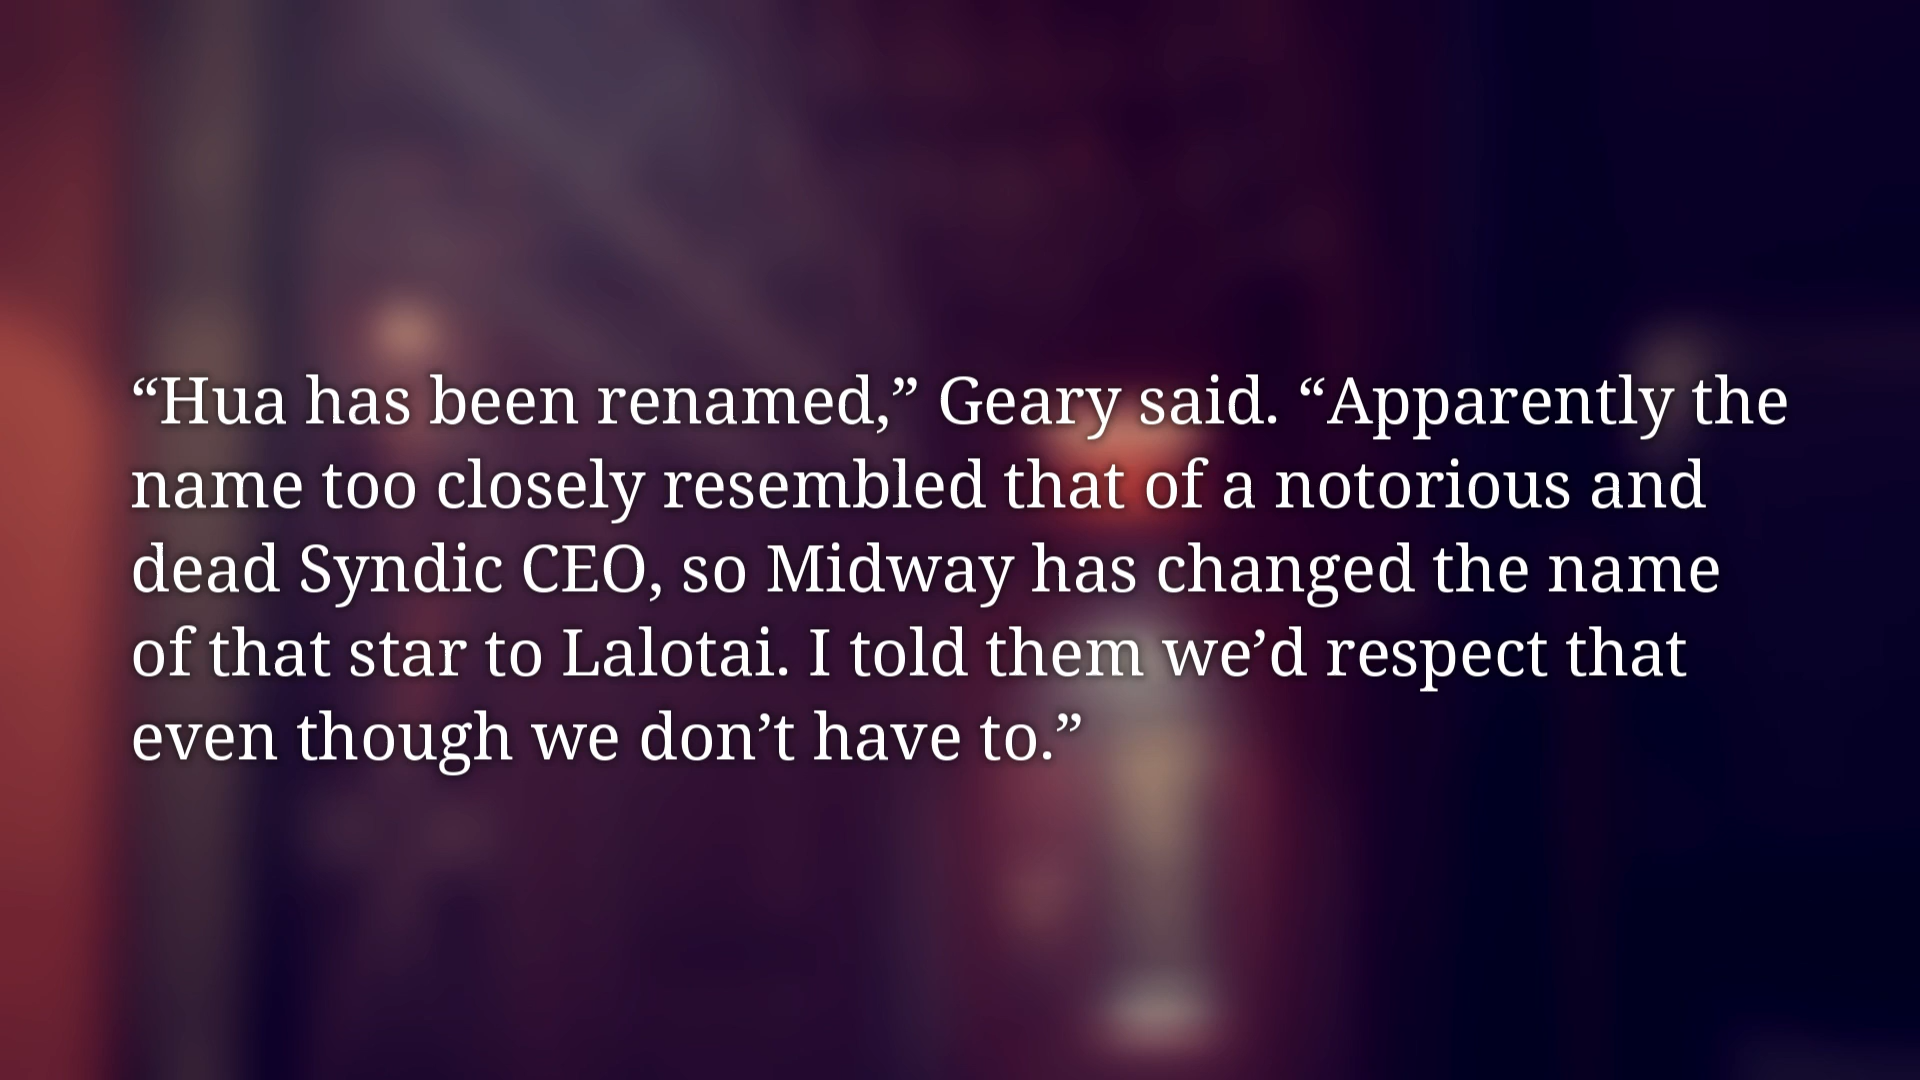 “Hua has been renamed,” Geary said. “Apparently the
name too closely resembled that of a notorious and
dead Syndic CEO, so Midway has changed the name
of that star to Lalotai. I told them we’d respect that
even though we don’t have to.”